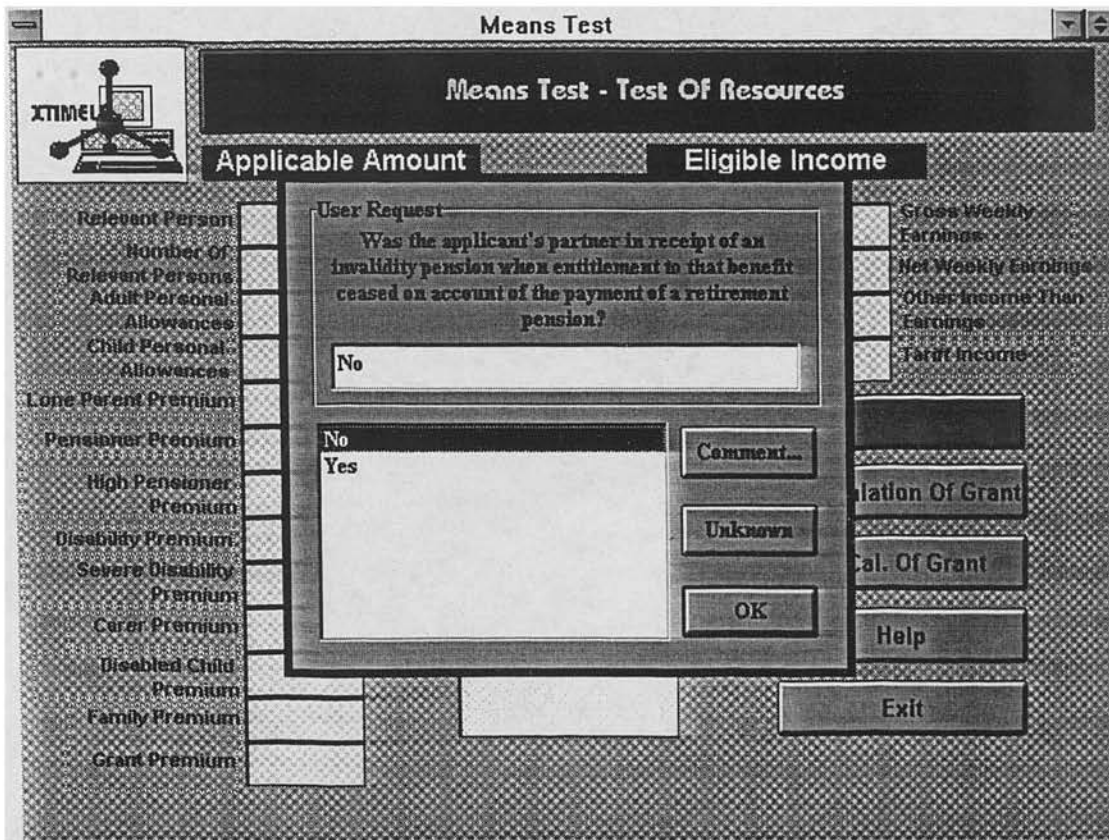 Means Test
XTIMEL
Means Test - Test Of Resources
Applicable Amount
Eligible Income
Relevant Person
Number Of
Relevant Persons
Adult Personal
Allowances
Child Personal
Allowances
Lone Parent Premium
Pensioner Premium
High Pensioner
Premium
Disability Premium
Severe Disability
Premium
Carer Premium
Disabled Child
Premium
Family Premium
Grant Premium
User Request
Was the applicant's partner in receipt of an
invalidity pension when entitlement to that benefit
ceased on account of the payment of a retirement
pension?
No
No
Yes
Comment...
Unknown
OK
Gross Weekly
Earnings
Net Weekly Earnings
Other Income Than
Earnings
Tariff Income
lation Of Grant
Cal. Of Grant
Help
Exit